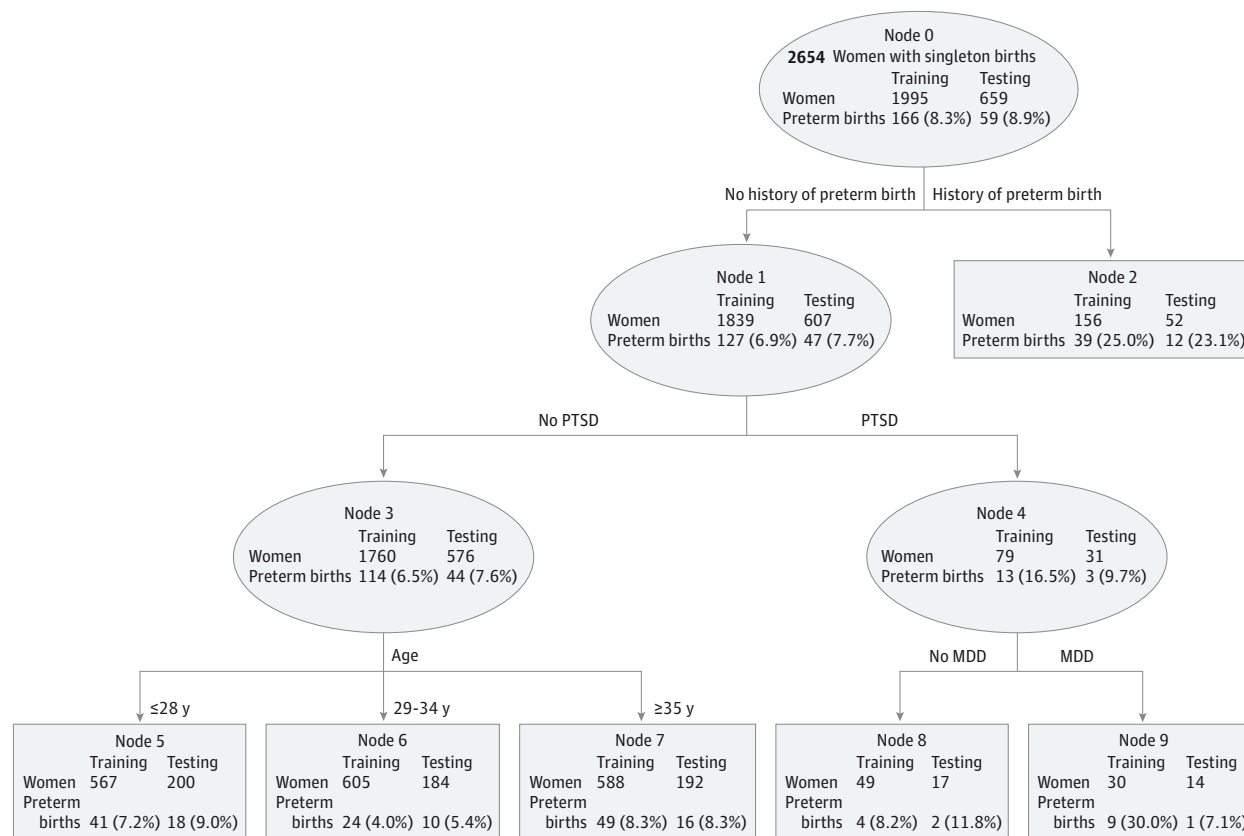 Node 0
2654 Women with singleton births
Training Testing
Women 1995 659
Preterm births 166 (8.3%) 59 (8.9%)
No history of preterm birth History of preterm birth
Node 1
Training Testing
Women 1839 607
Preterm births 127 (6.9%) 47 (7.7%)
Node 2
Training Testing
Women 156 52
Preterm births 39 (25.0%) 12 (23.1%)
No PTSD PTSD
Node 3
Training Testing
Women 1760 576
Preterm births 114 (6.5%) 44 (7.6%)
Node 4
Training Testing
Women 79 31
Preterm births 13 (16.5%) 3 (9.7%)
Age
No MDD MDD
≤28 y 29-34 y ≥35 y
Node 5
Training Testing
Women 567 200
Preterm
births 41 (7.2%) 18 (9.0%)
Node 6
Training Testing
Women 605 184
Preterm
births 24 (4.0%) 10 (5.4%)
Node 7
Training Testing
Women 588 192
Preterm
births 49 (8.3%) 16 (8.3%)
Node 8
Training Testing
Women 49 17
Preterm
births 4 (8.2%) 2 (11.8%)
Node 9
Training Testing
Women 30 14
Preterm
births 9 (30.0%) 1 (7.1%)